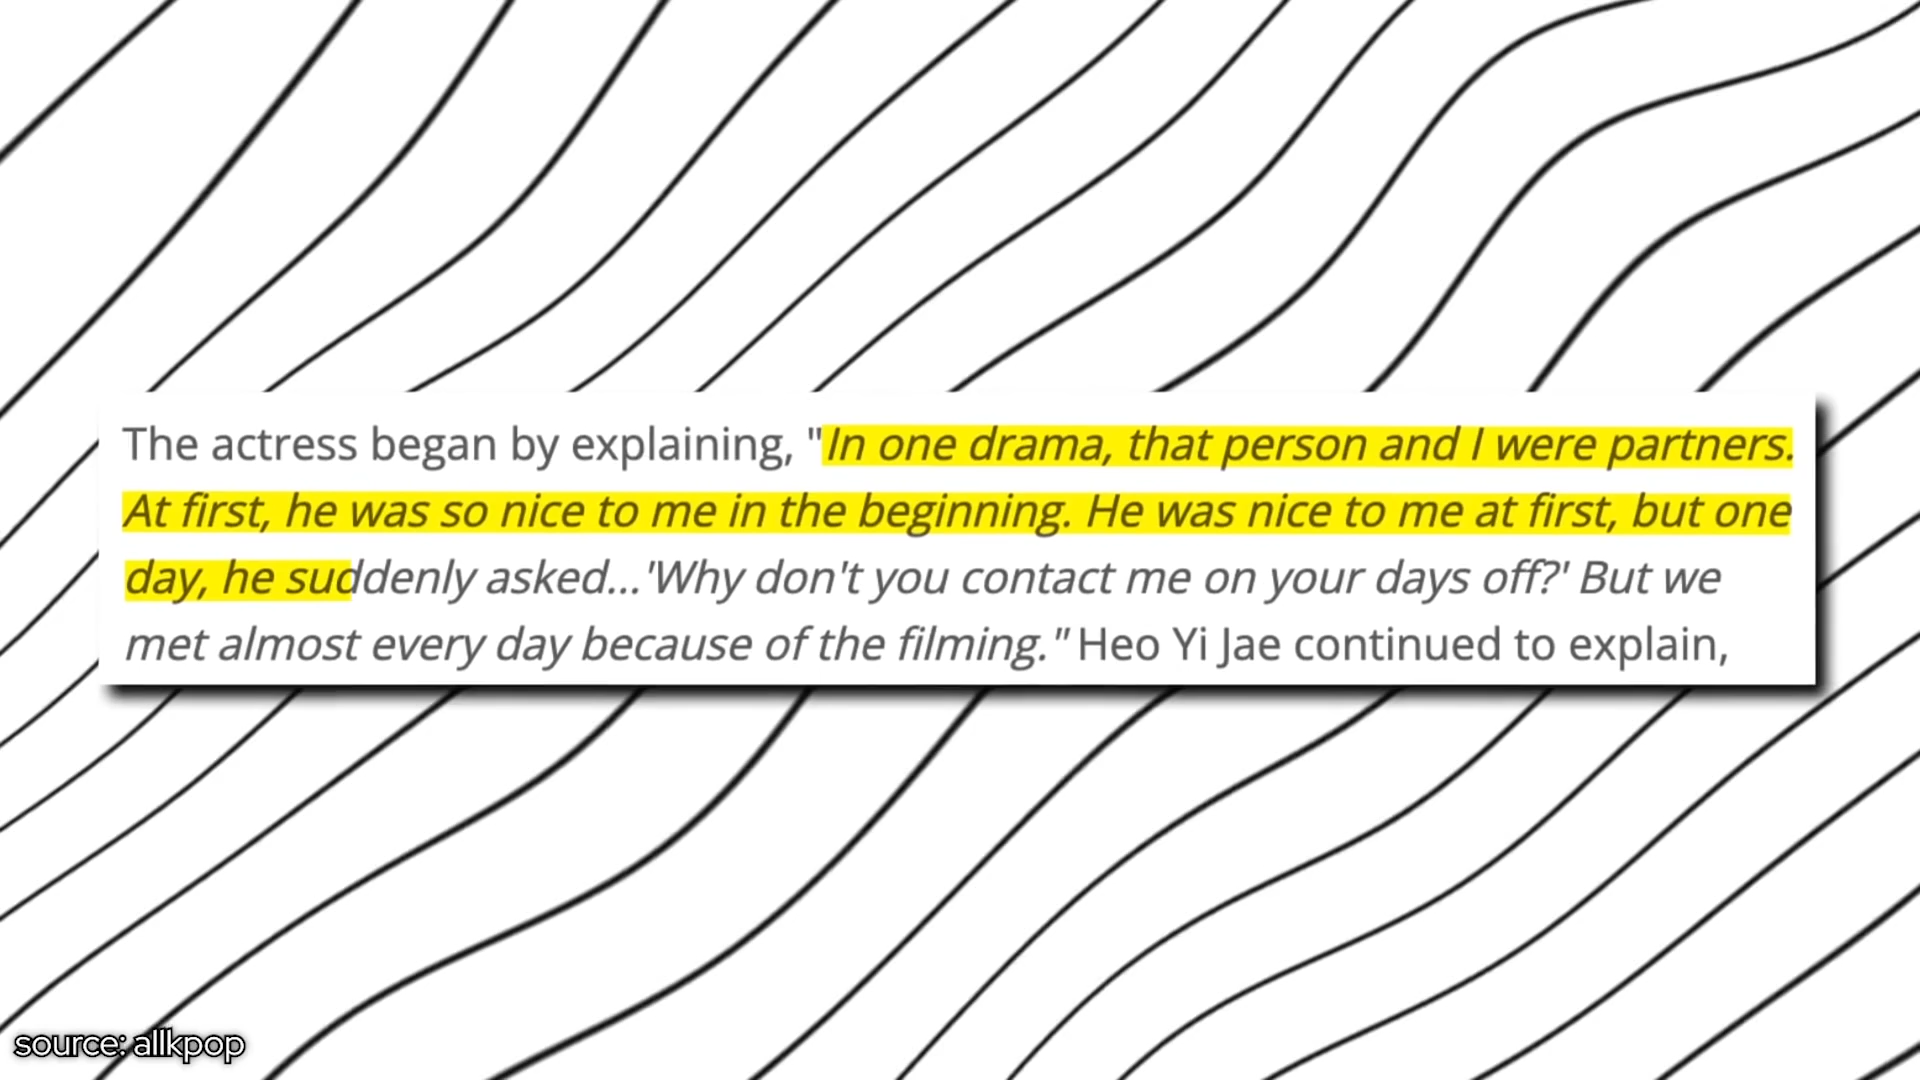 The actress began by explaining, "In one drama, that person and I were partners.
At first, he was so nice to me in the beginning. He was nice to me at first, but one
day, he suddenly asked...'Why don't you contact me on your days off?' But we
met almost every day because of the filming." Heo Yi Jae continued to explain,
source: allkpop